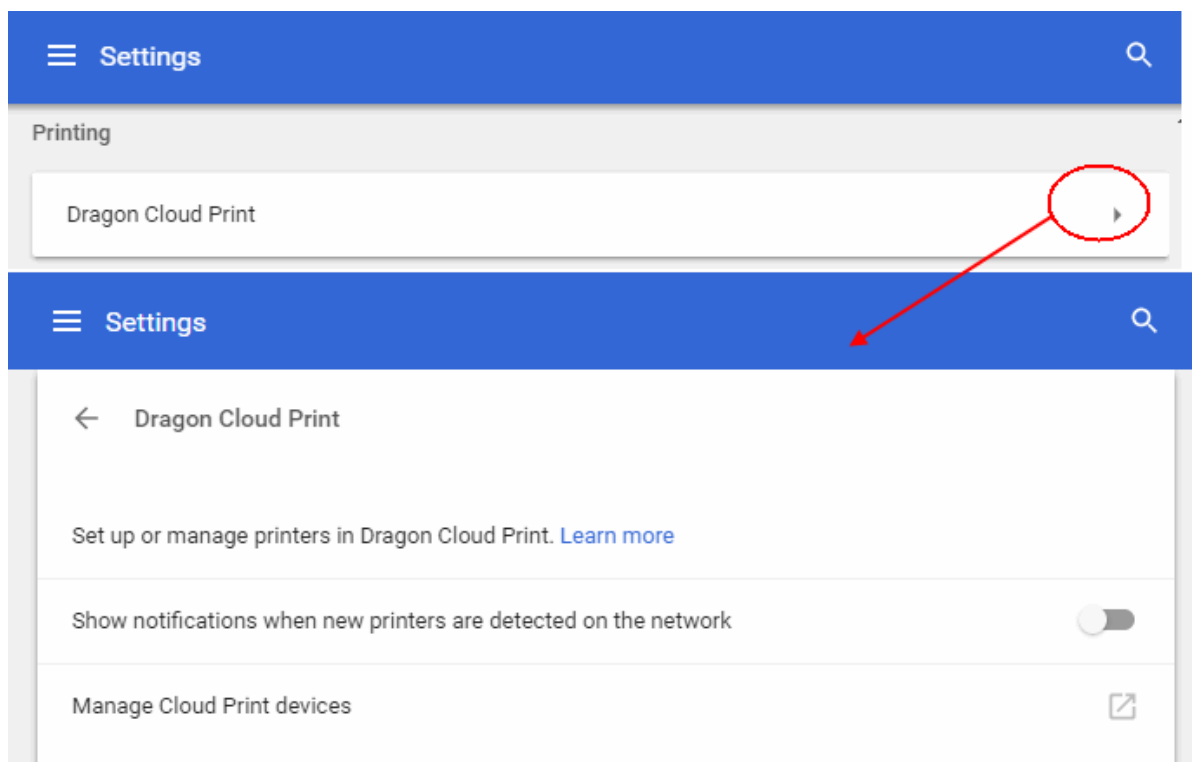 Settings
Printing
Dragon Cloud Print
Settings
Dragon Cloud Print
Set up or manage printers in Dragon Cloud Print. Learn more
Show notifications when new printers are detected on the network
Manage Cloud Print devices